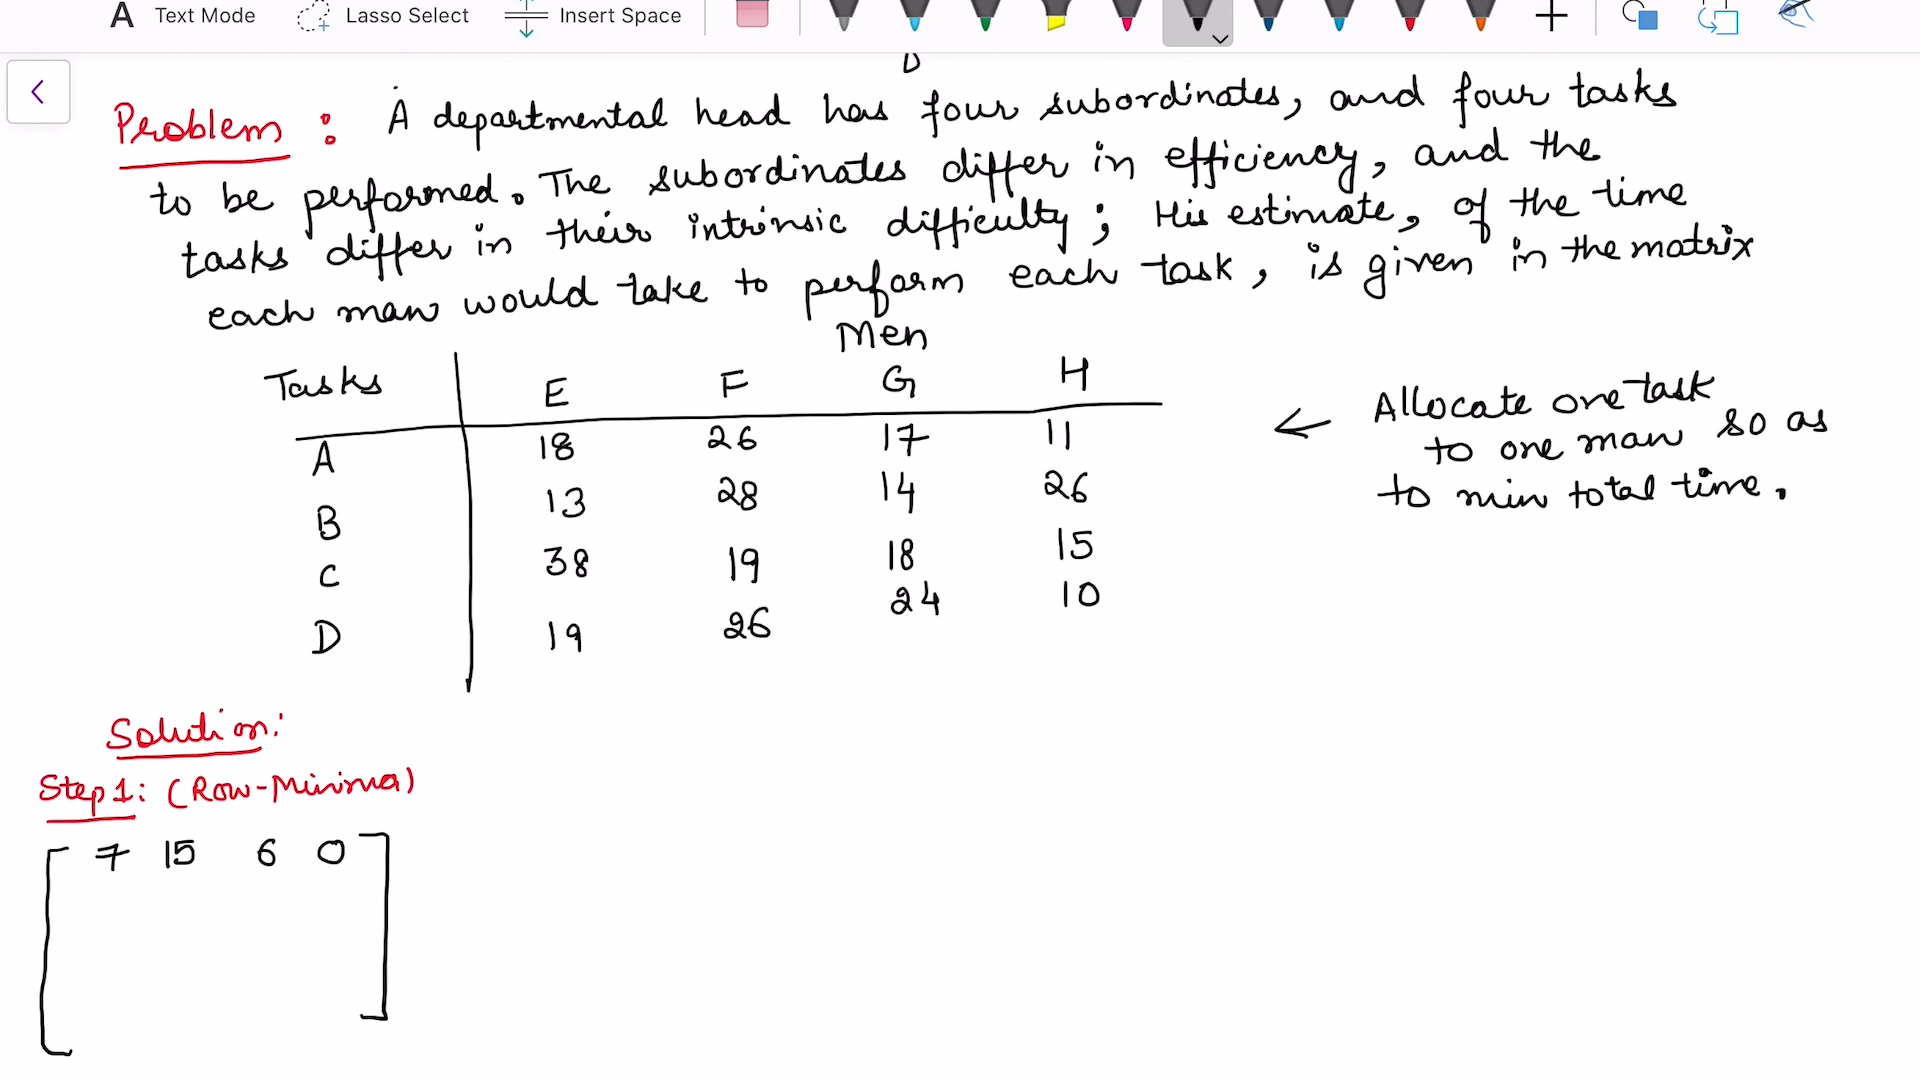 Text Mode Lasso Select Insert Space
Problem : A departmental head has four subordinates, and four tasks
to be performed. The subordinates differ in efficiency, and the
tasks differ in their intrinsic difficulty; His estimate, of the time
each man would take to perform each task, is given in the matrix
Men
Tasks E F G H
A 18 26 17 11
B 13 28 14 26
C 38 19 18 15
D 19 26 24 10
← Allocate one task
to one man so as
to min total time.
Solution:
Step 1: (Row-Minima)
7 15 6 0